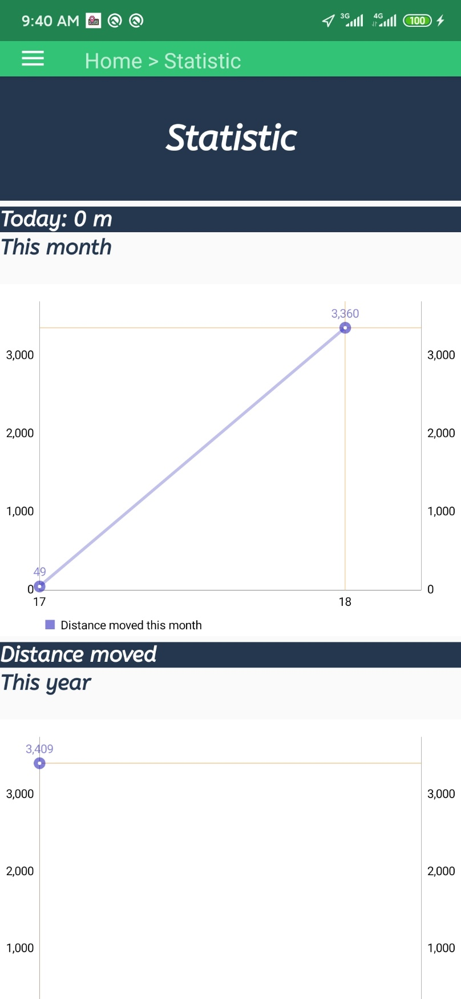 9:40 AM 3G 4G 100
Home > Statistic
Statistic
Today: 0 m
This month
3,360
3,000 3,000
2,000 2,000
1,000 1,000
49
0 0
17 18
Distance moved this month
Distance moved
This year
3,409
3,000 3,000
2,000 2,000
1,000 1,000